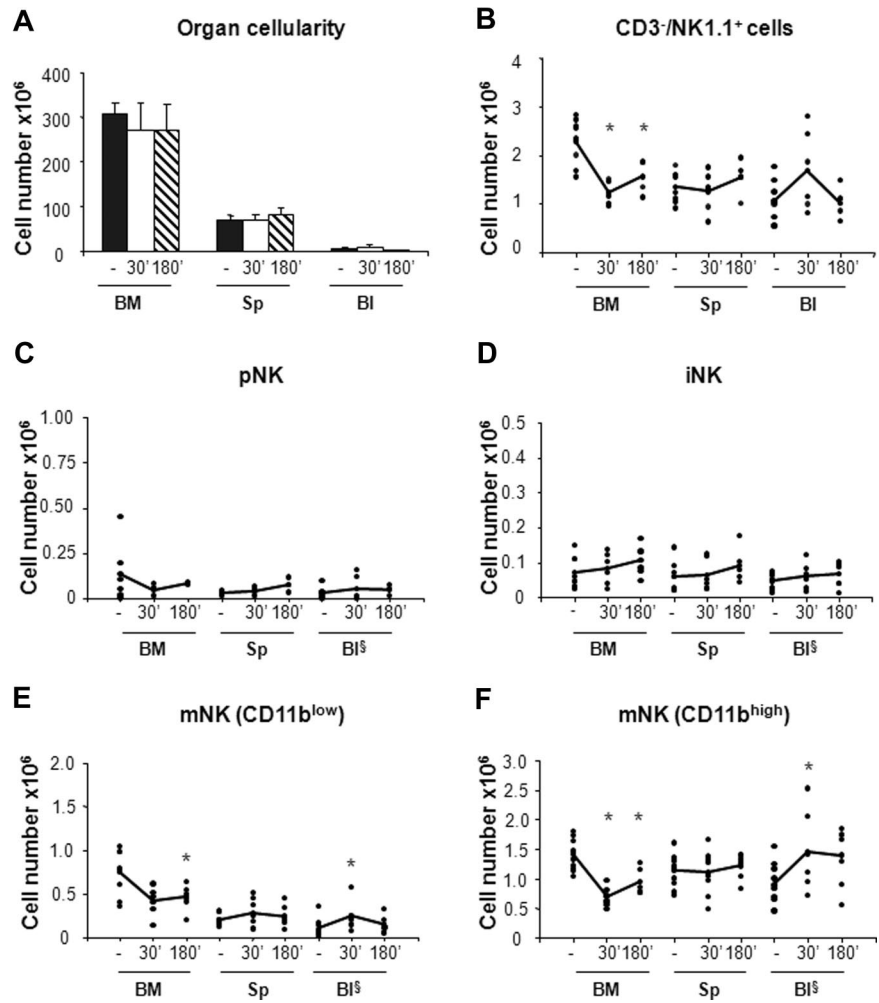 A
Organ cellularity
Cell number x10⁶
400
300
200
100
0
- 30' 180' - 30' 180' - 30' 180'
BM Sp Bl
B
CD3⁻/NK1.1⁺ cells
Cell number x10⁶
4
3
2
1
0
* *
- 30' 180' - 30' 180' - 30' 180'
BM Sp Bl
C
pNK
Cell number x10⁶
1.00
0.75
0.50
0.25
0
- 30' 180' - 30' 180' - 30' 180'
BM Sp Bl§
D
iNK
Cell number x10⁶
0.5
0.4
0.3
0.2
0.1
0
- 30' 180' - 30' 180' - 30' 180'
BM Sp Bl§
E
mNK (CD11b^low)
Cell number x10⁶
2.0
1.5
1.0
0.5
0
* *
- 30' 180' - 30' 180' - 30' 180'
BM Sp Bl§
F
mNK (CD11b^high)
Cell number x10⁶
3.0
2.5
2.0
1.5
1.0
0.5
0
* * *
- 30' 180' - 30' 180' - 30' 180'
BM Sp Bl§